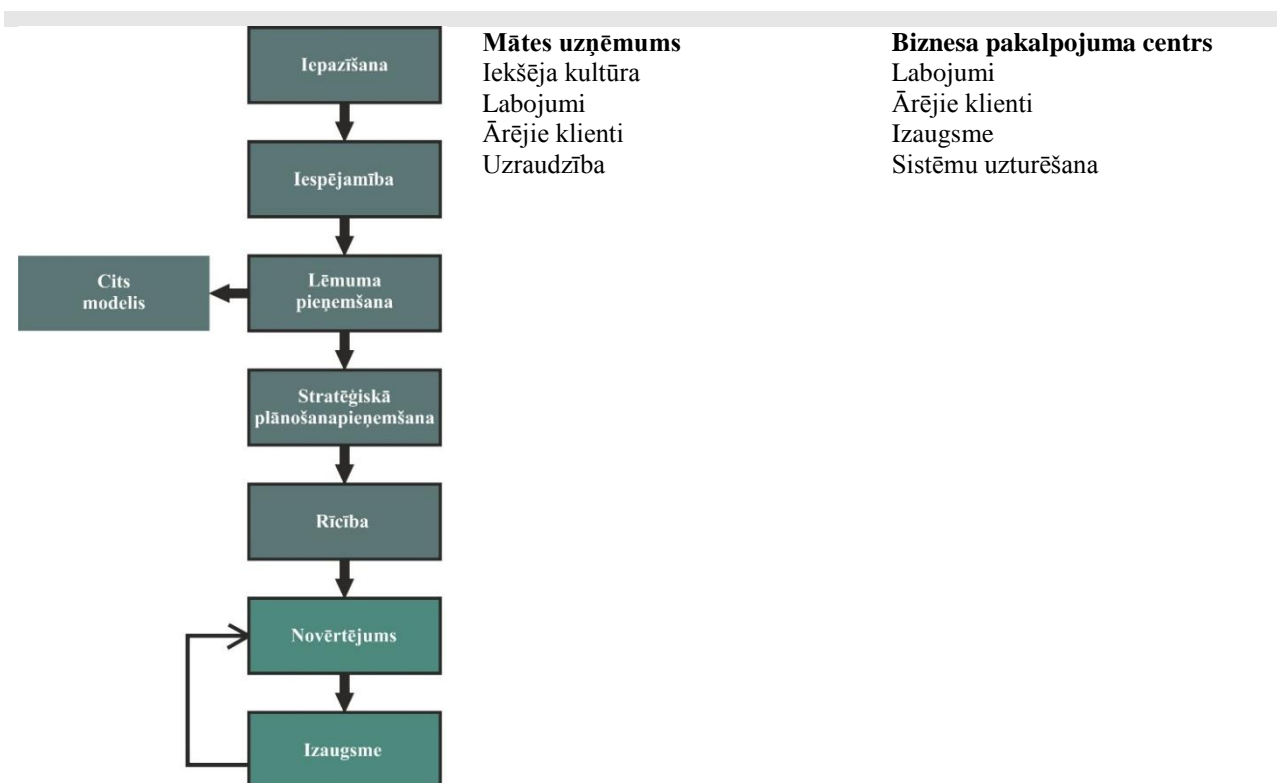 Iepazīšana
Iespējamība
Cits
modelis
Lēmuma
pieņemšana
Stratēģiskā
plānošanapieņemšana
Rīcība
Novērtējums
Izaugsme
Mātes uzņēmums
Iekšēja kultūra
Labojumi
Ārējie klienti
Uzraudzība
Biznesa pakalpojuma centrs
Labojumi
Ārējie klienti
Izaugsme
Sistēmu uzturēšana